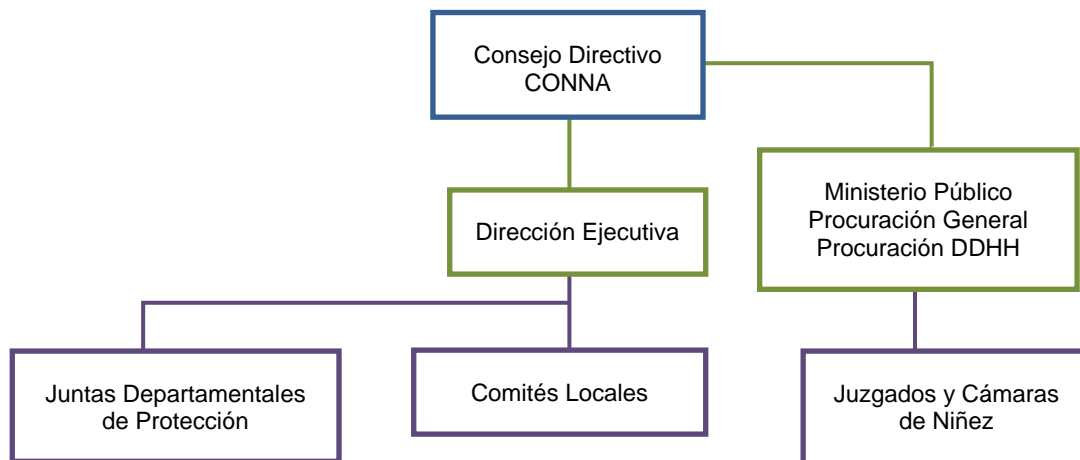 Consejo Directivo
CONNA
Dirección Ejecutiva
Ministerio Público
Procuración General
Procuración DDHH
Juntas Departamentales
de Protección
Comités Locales
Juzgados y Cámaras
de Niñez